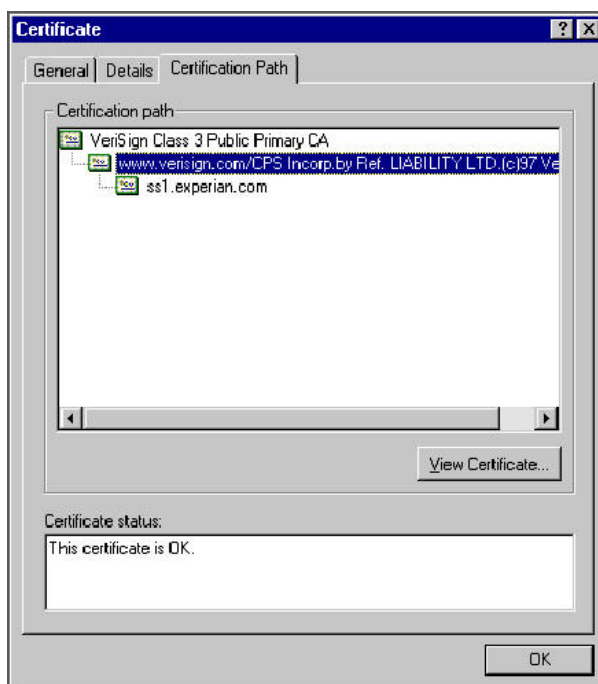 Certificate
General Details Certification Path
Certification path
VeriSign Class 3 Public Primary CA
www.verisign.com/CPS Incorp.by Ref. LIABILITY LTD.(c)97 Ve
ss1.experian.com
View Certificate...
Certificate status:
This certificate is OK.
OK